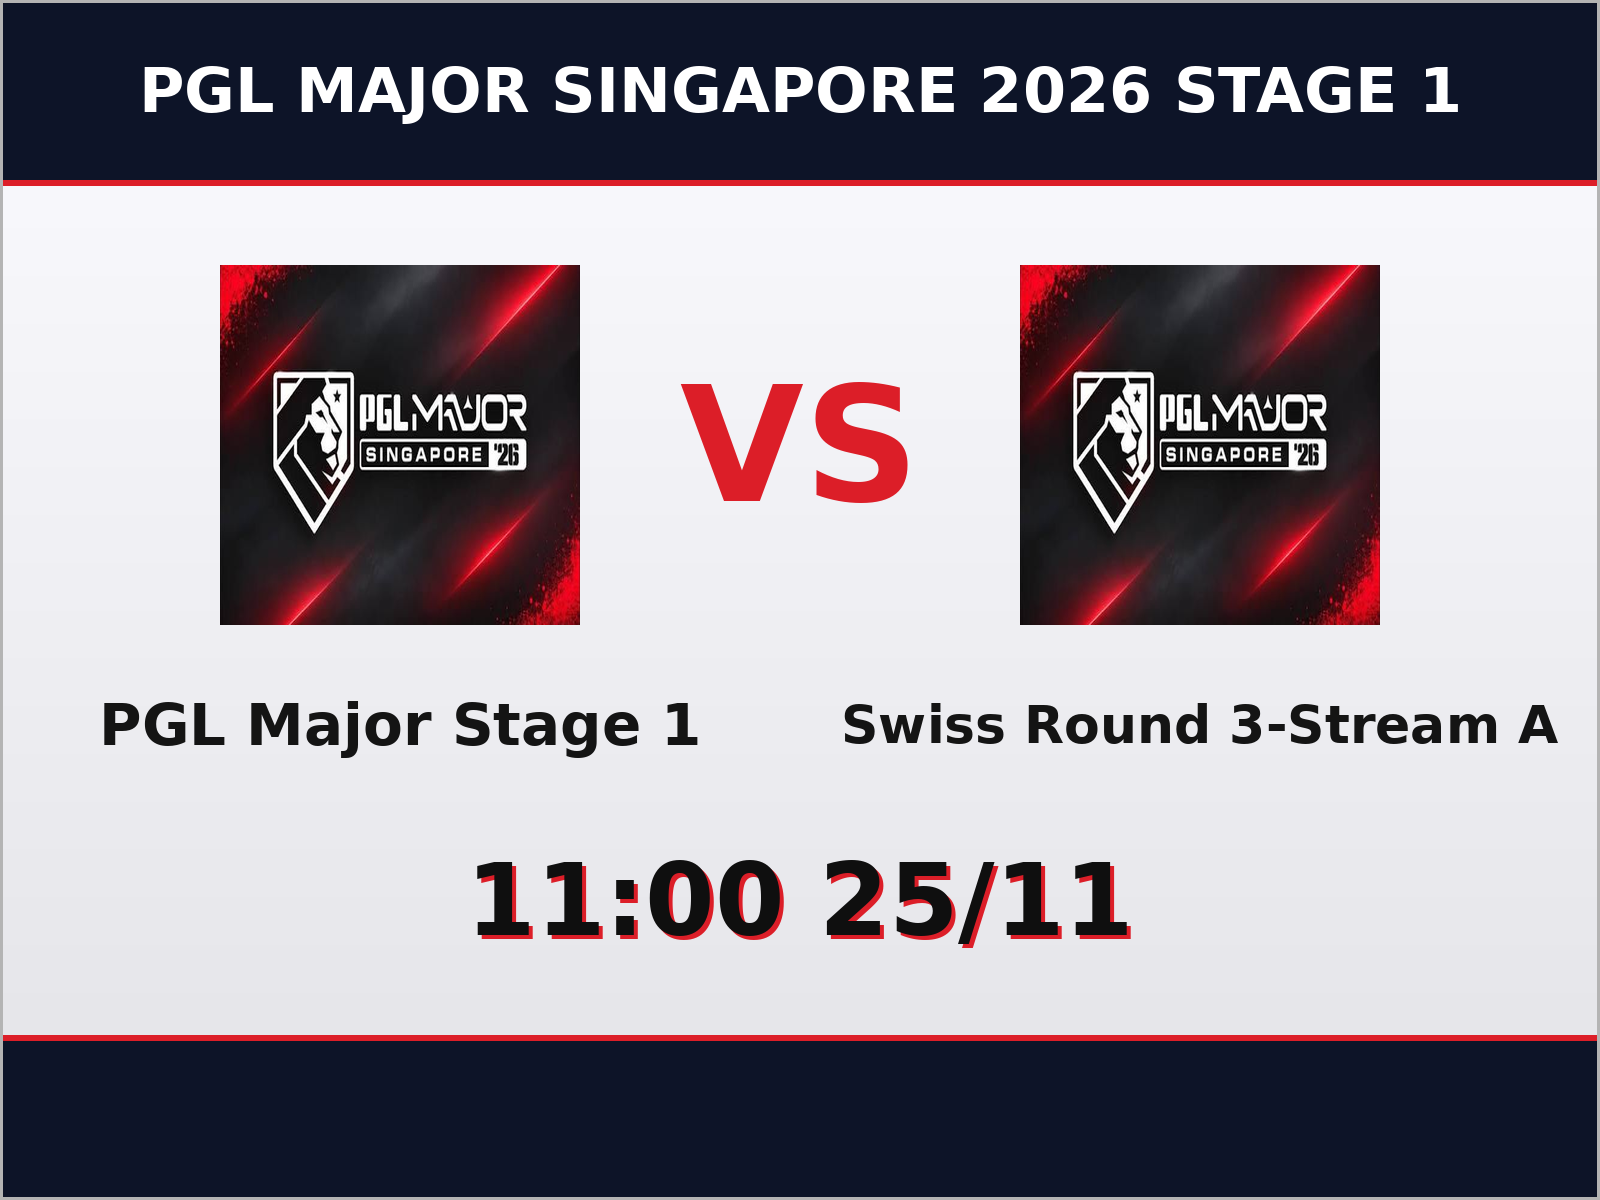 PGL MAJOR SINGAPORE 2026 STAGE 1
PGL MAJOR
SINGAPORE '26
VS
PGL MAJOR
SINGAPORE '26
PGL Major Stage 1
Swiss Round 3-Stream A
11:00 25/11